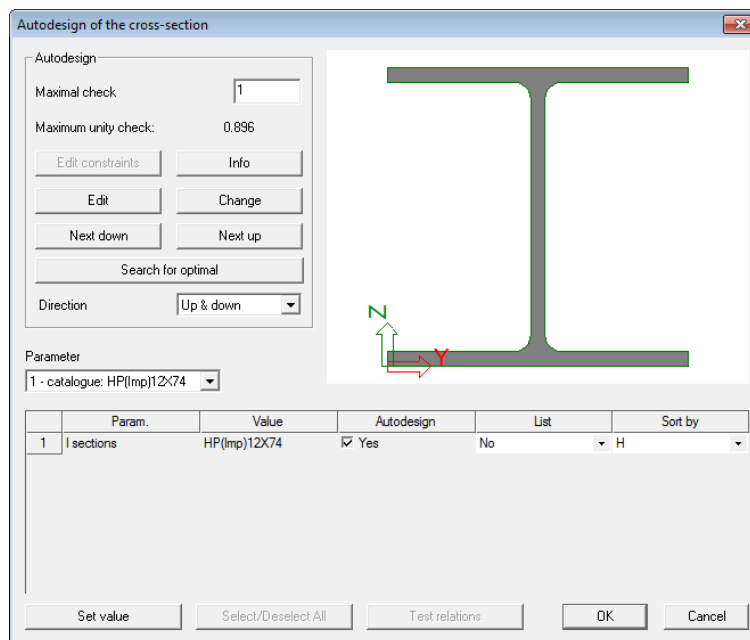 Autodesign of the cross-section
Autodesign
Maximal check 1
Maximum unity check: 0.896
Edit constraints Info
Edit Change
Next down Next up
Search for optimal
Direction Up & down
Z
Y
Parameter
1 - catalogue: HP(Imp)12X74
Param. Value Autodesign List Sort by
1 I sections HP(Imp)12X74 Yes No H
Set value Select/Deselect All Test relations OK Cancel